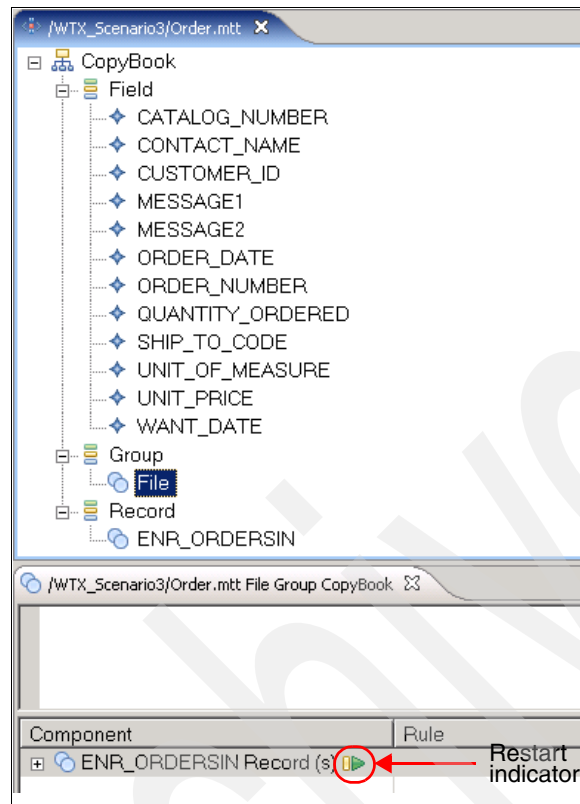 /WTX_Scenario3/Order.mtt
CopyBook
Field
CATALOG_NUMBER
CONTACT_NAME
CUSTOMER_ID
MESSAGE1
MESSAGE2
ORDER_DATE
ORDER_NUMBER
QUANTITY_ORDERED
SHIP_TO_CODE
UNIT_OF_MEASURE
UNIT_PRICE
WANT_DATE
Group
File
Record
ENR_ORDERSIN
/WTX_Scenario3/Order.mtt File Group CopyBook
Component Rule
ENR_ORDERSIN Record (s)
Restart
indicator